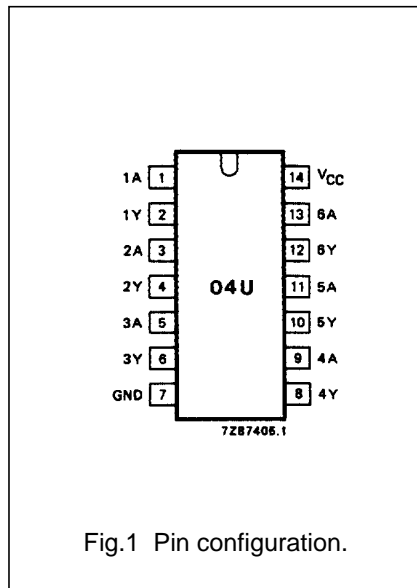 1A 1 14 VCC
1Y 2 13 6A
2A 3 12 6Y
2Y 4 04U 11 5A
3A 5 10 5Y
3Y 6 9 4A
GND 7 8 4Y
7Z87406.1
Fig.1 Pin configuration.